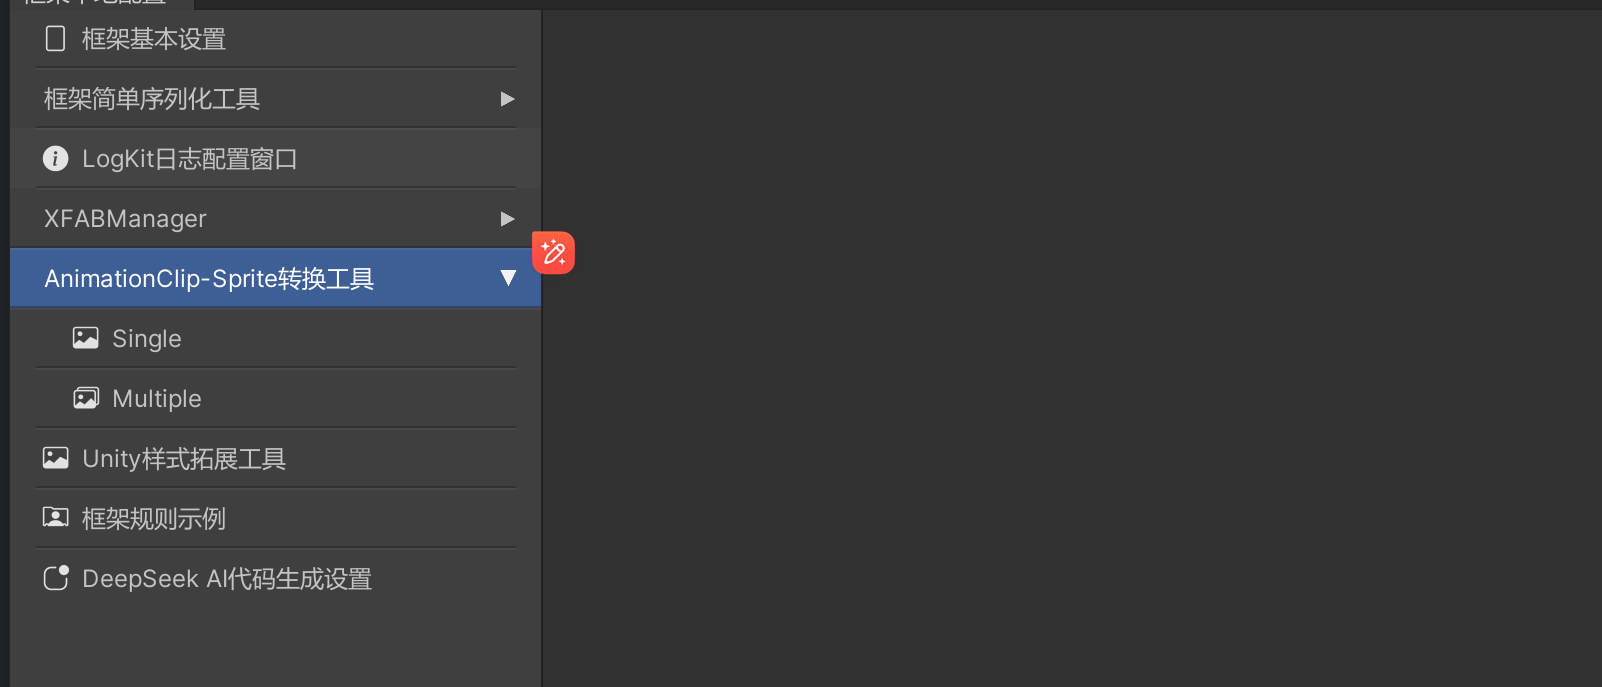 框架基本设置
框架简单序列化工具
LogKit日志配置窗口
XFABManager
AnimationClip-Sprite转换工具
Single
Multiple
Unity样式拓展工具
框架规则示例
DeepSeek AI代码生成设置